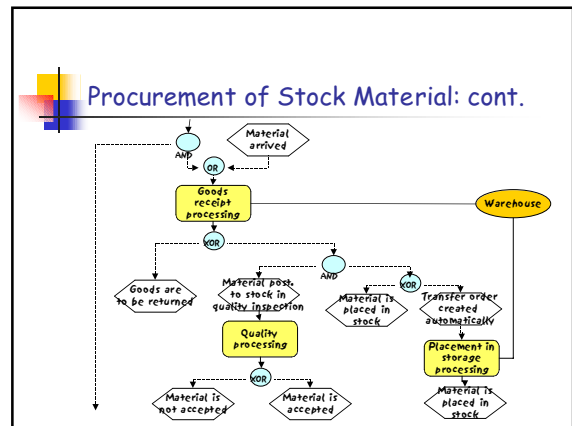 Procurement of Stock Material: cont.
Material
arrived
AND
OR
Goods
receipt
processing
Warehouse
XOR
AND
XOR
Goods are
to be returned
Material post.
to stock in
quality inspection
Material is
placed in
stock
Transfer order
created
automatically
Quality
processing
Placement in
storage
processing
XOR
Material is
not accepted
Material is
accepted
Material is
placed in
stock